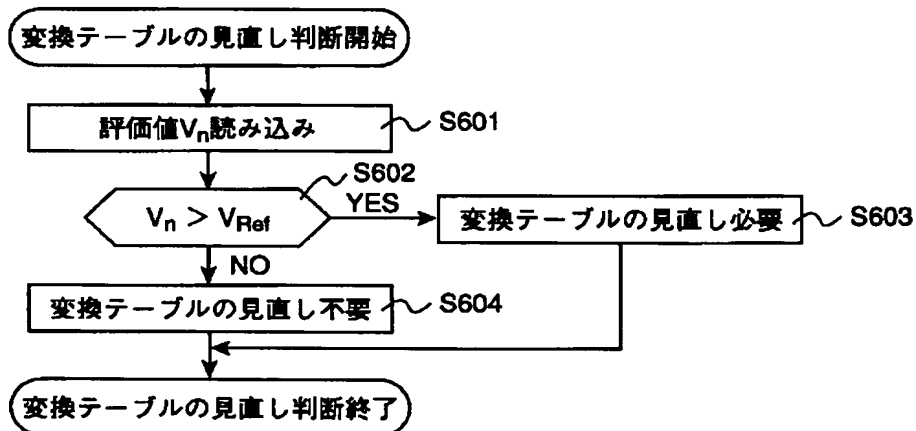 変換テーブルの見直し判断開始
評価値Vn読み込み
S601
S602
Vn > VRef
YES
変換テーブルの見直し必要
S603
NO
変換テーブルの見直し不要
S604
変換テーブルの見直し判断終了